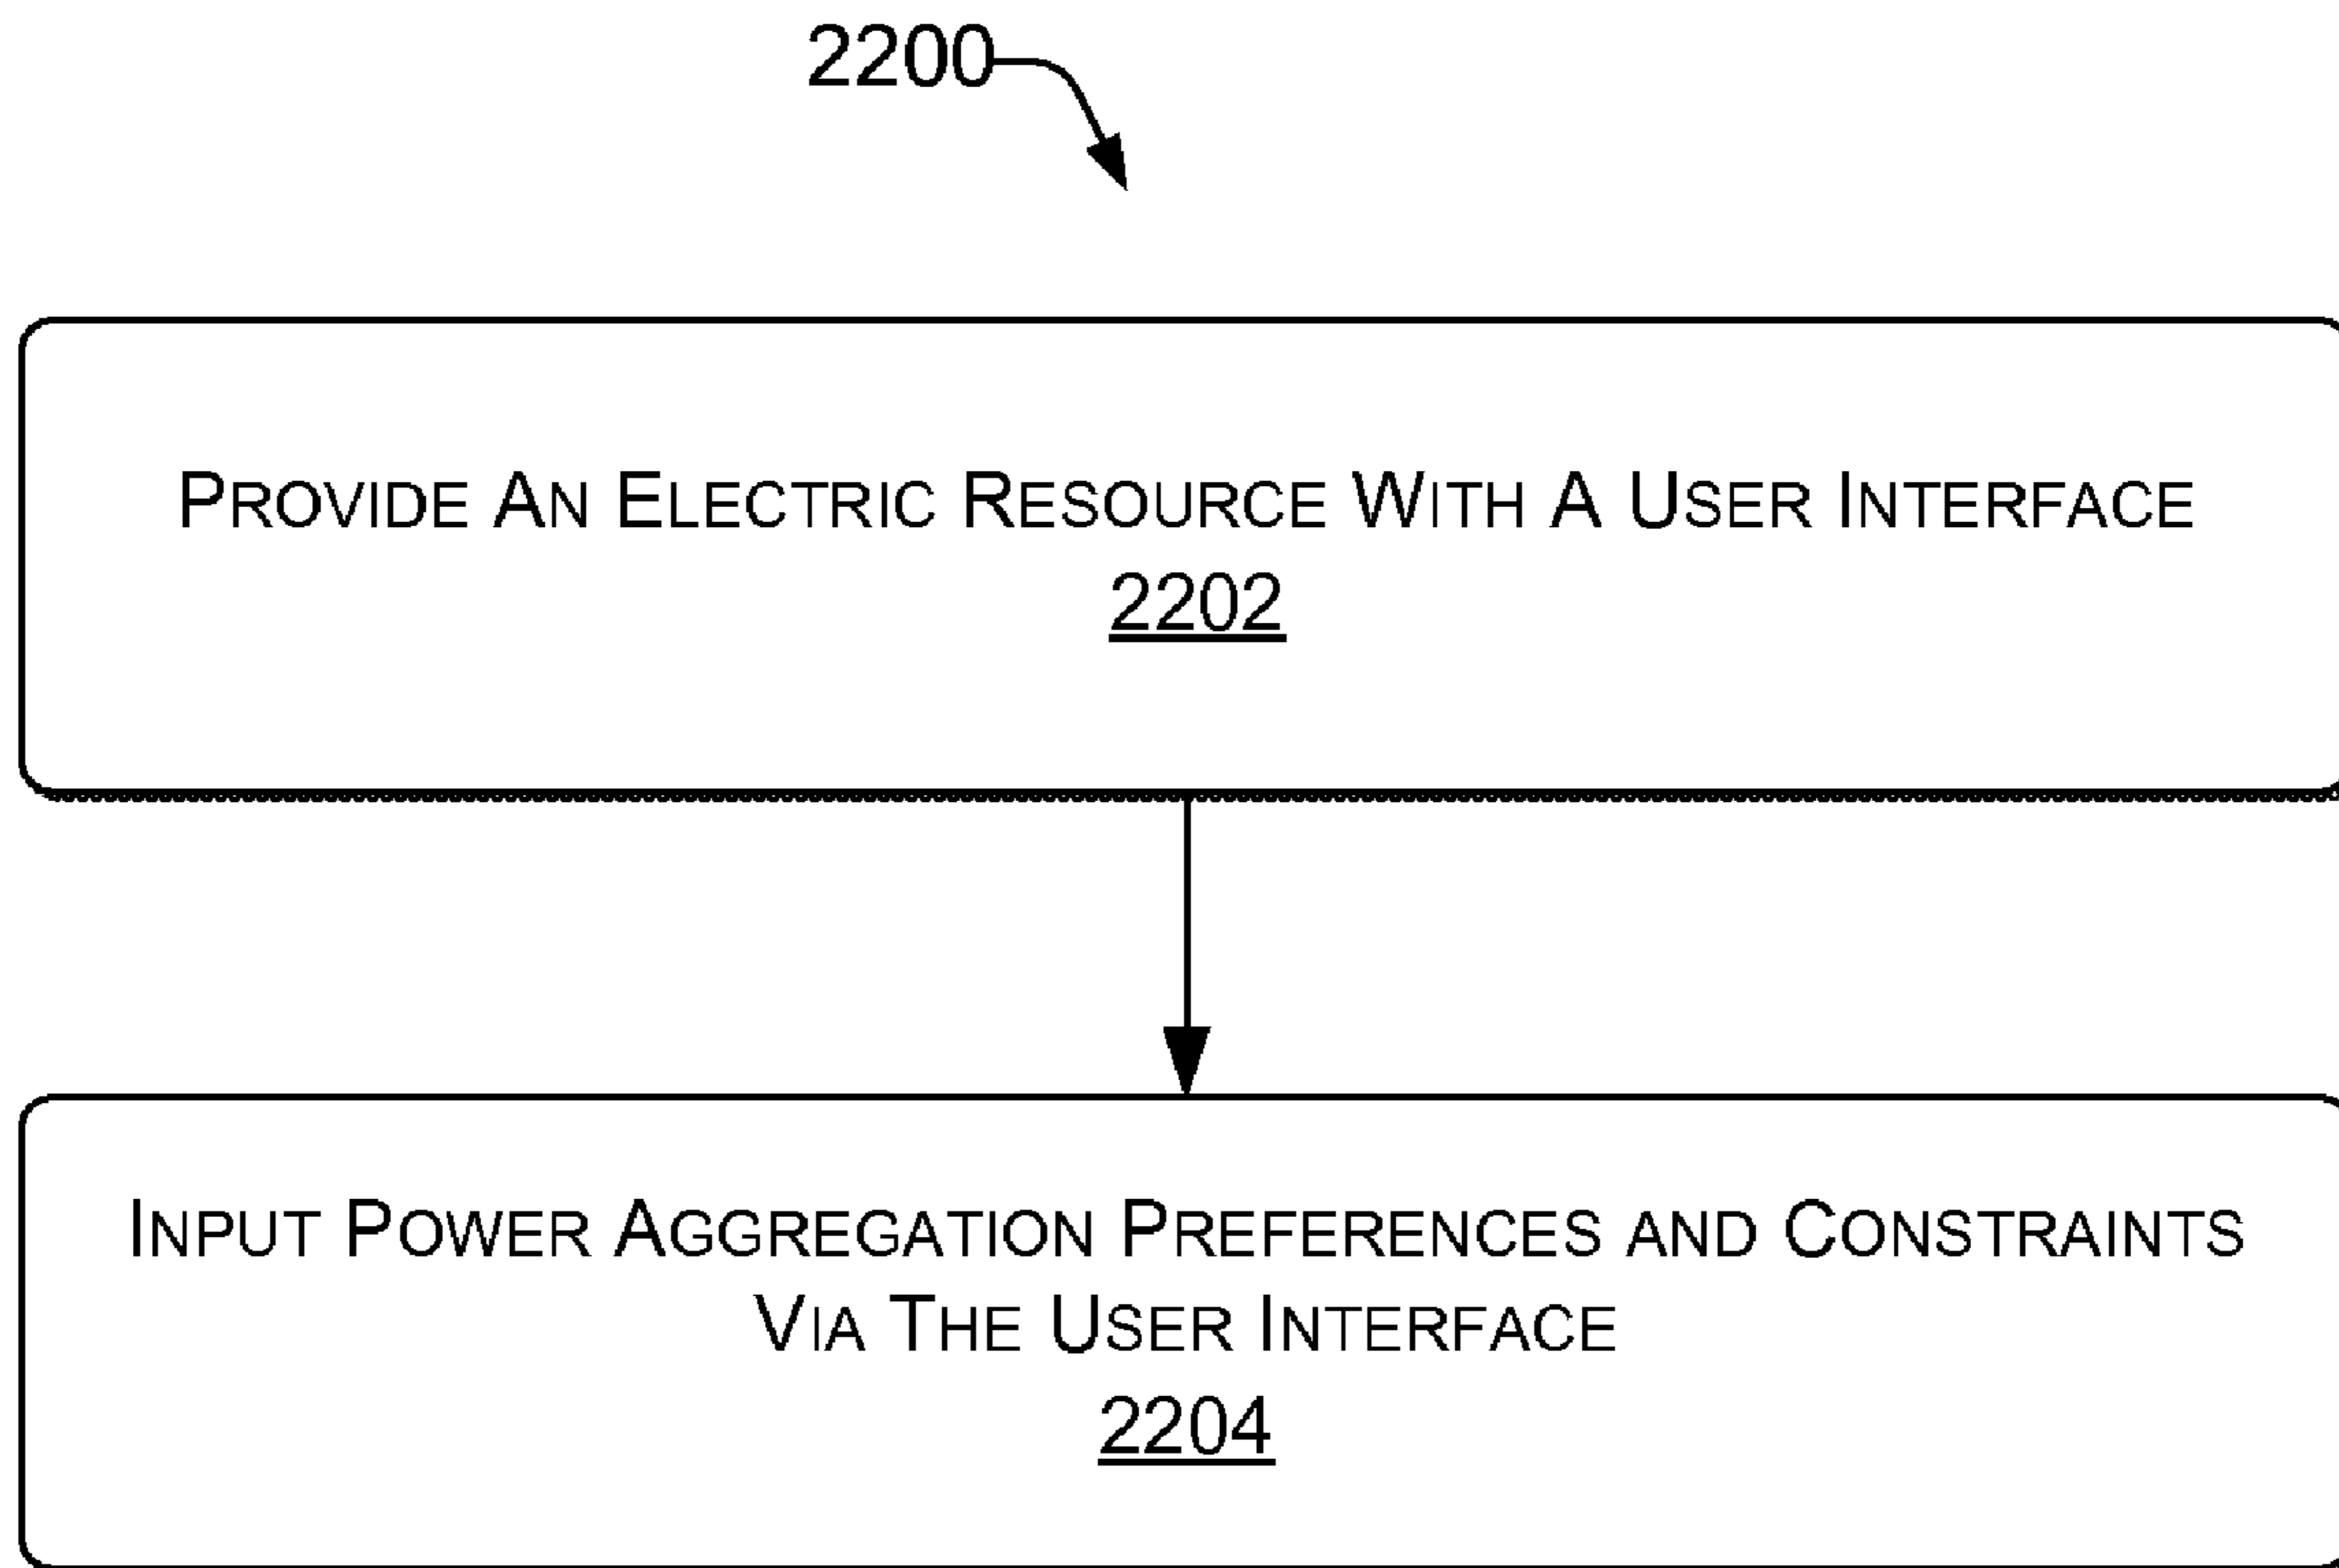 2200
PROVIDE AN ELECTRIC RESOURCE WITH A USER INTERFACE
2202
INPUT POWER AGGREGATION PREFERENCES AND CONSTRAINTS
VIA THE USER INTERFACE
2204